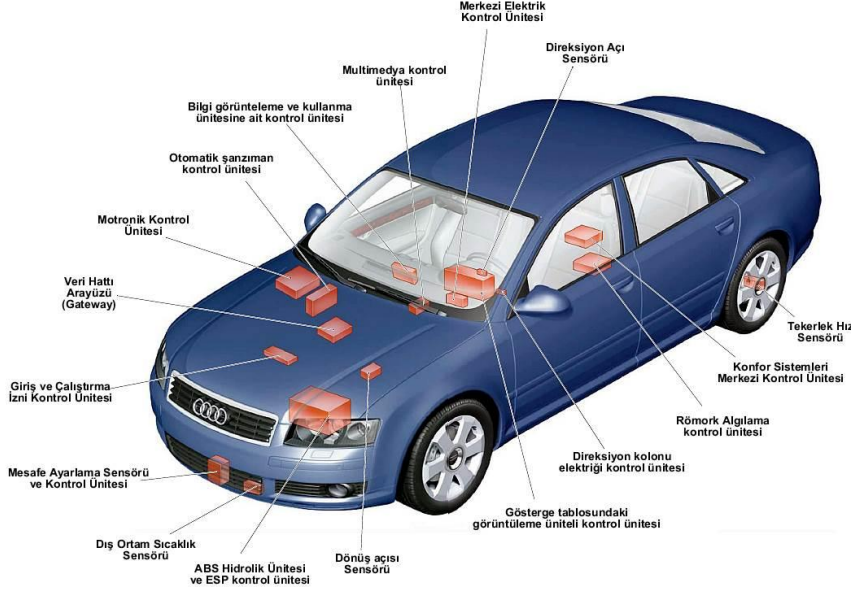 Merkezi Elektrik
Kontrol Ünitesi
Direksiyon Açı
Sensörü
Multimedya kontrol
ünitesi
Bilgi görünteleme ve kullanma
ünitesine ait kontrol ünitesi
Otomatik şanzıman
kontrol ünitesi
Motronik Kontrol
Ünitesi
Veri Hattı
Arayüzü
(Gateway)
Giriş ve Çalıştırma
İzni Kontrol Ünitesi
Mesafe Ayarlama Sensörü
ve Kontrol Ünitesi
Dış Ortam Sıcaklık
Sensörü
ABS Hidrolik Ünitesi
ve ESP kontrol ünitesi
Dönüş açısı
Sensörü
Gösterge tablosundaki
görüntüleme üniteli kontrol ünitesi
Direksiyon kolonu
elektriği kontrol ünitesi
Römork Algılama
kontrol ünitesi
Konfor Sistemleri
Merkezi Kontrol Ünitesi
Tekerlek Hız
Sensörü